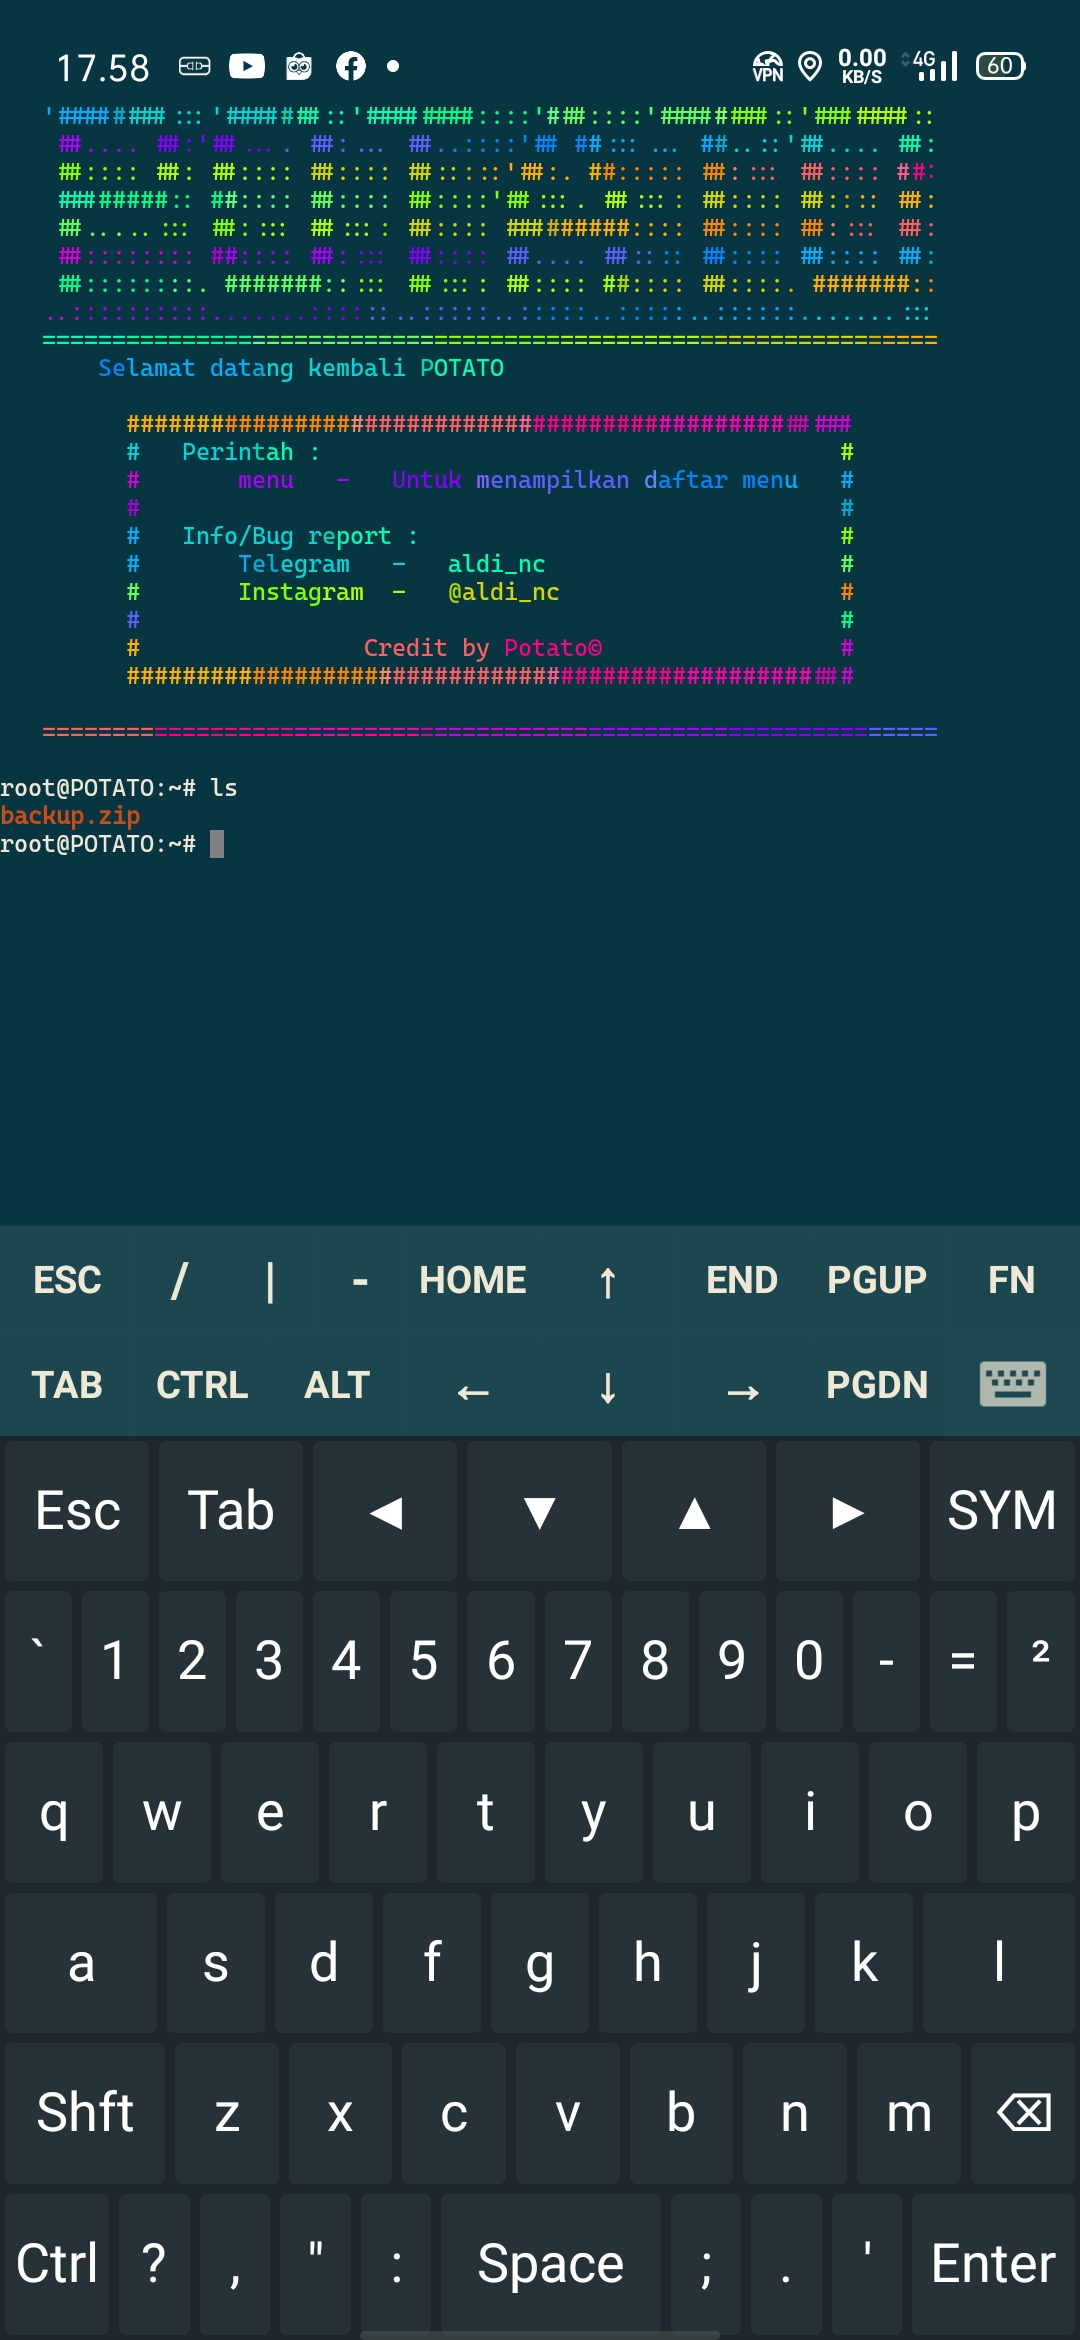 17.58 VPN 0.00 KB/S 4G 60
Selamat datang kembali POTATO
#   Perintah :   #
#   menu   -   Untuk menampilkan daftar menu   #
#   #
#   Info/Bug report :   #
#   Telegram   -   aldi_nc   #
#   Instagram   -   @aldi_nc   #
#   #
#   Credit by Potato©   #
root@POTATO:~# ls
backup.zip
root@POTATO:~#
ESC / | - HOME ↑ END PGUP FN
TAB CTRL ALT ← ↓ → PGDN
Esc Tab ◀ ▼ ▲ ▶ SYM
` 1 2 3 4 5 6 7 8 9 0 - = ²
q w e r t y u i o p
a s d f g h j k l
Shft z x c v b n m
Ctrl ? , " : Space ; . ' Enter